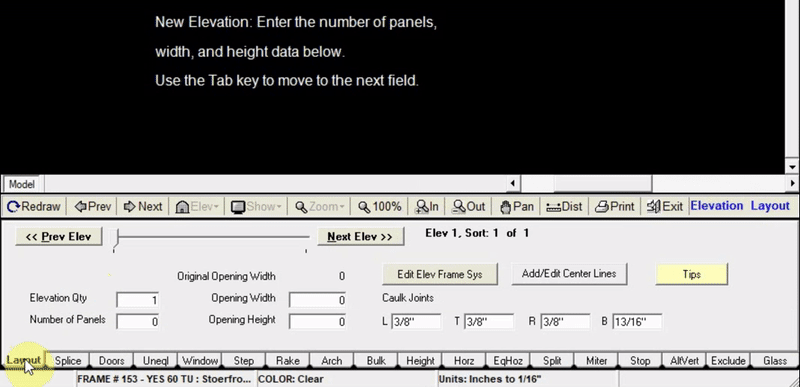 New Elevation: Enter the number of panels,
width, and height data below.
Use the Tab key to move to the next field.
Model
Redraw Prev Next Elev Show Zoom 100% In Out Pan Dist Print Exit Elevation Layout
<< Prev Elev Next Elev >> Elev 1, Sort: 1 of 1
Original Opening Width 0 Edit Elev Frame Sys Add/Edit Center Lines Tips
Elevation Qty 1 Opening Width 0 Caulk Joints
Number of Panels 0 Opening Height 0 L 3/8" T 3/8" R 3/8" B 13/16"
Layout Splice Doors Uneql Window Step Rake Arch Bulk Height Horz EqHoz Split Miter Stop AltVert Exclude Glass
FRAME # 153 - YES 60 TU : Stoerfro... COLOR: Clear Units: Inches to 1/16"